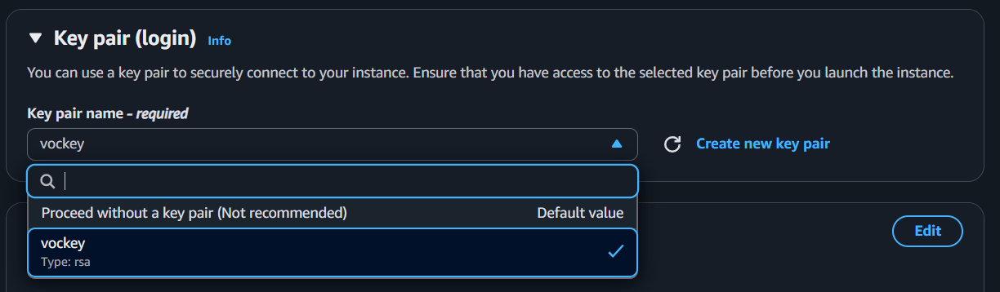 Key pair (login) Info
You can use a key pair to securely connect to your instance. Ensure that you have access to the selected key pair before you launch the instance.
Key pair name - required
vockey
Create new key pair
Proceed without a key pair (Not recommended) Default value
vockey
Type: rsa
Edit